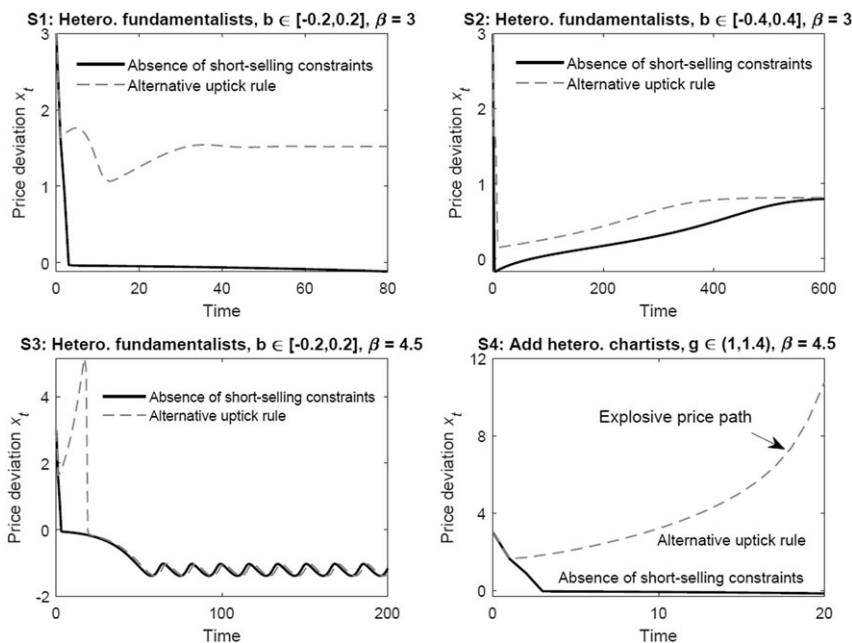 S1: Hetero. fundamentalists, b ∈ [-0.2,0.2], β = 3
3
2
1
0
Price deviation x_t
Absence of short-selling constraints
Alternative uptick rule
0 20 40 60 80
Time
S2: Hetero. fundamentalists, b ∈ [-0.4,0.4], β = 3
3
2
1
0
Price deviation x_t
Absence of short-selling constraints
Alternative uptick rule
0 200 400 600
Time
S3: Hetero. fundamentalists, b ∈ [-0.2,0.2], β = 4.5
4
2
0
-2
Price deviation x_t
Absence of short-selling constraints
Alternative uptick rule
0 100 200
Time
S4: Add hetero. chartists, g ∈ (1,1.4), β = 4.5
12
8
4
0
Price deviation x_t
Explosive price path
Alternative uptick rule
Absence of short-selling constraints
0 10 20
Time